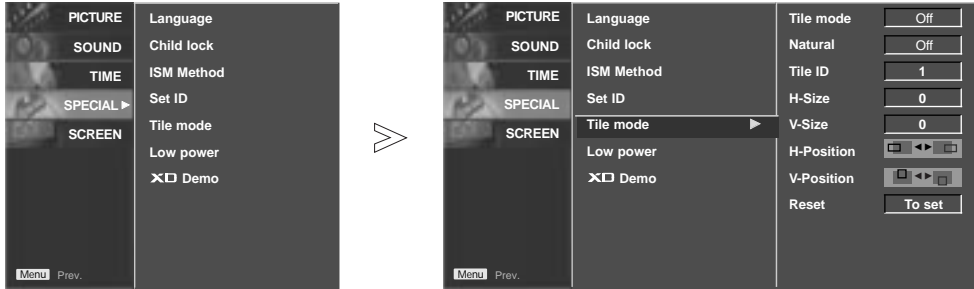 PICTURE
SOUND
TIME
SPECIAL
SCREEN
Menu Prev.
Language
Child lock
ISM Method
Set ID
Tile mode
Low power
XD Demo
PICTURE
SOUND
TIME
SPECIAL
SCREEN
Menu Prev.
Language
Child lock
ISM Method
Set ID
Tile mode
Low power
XD Demo
Tile mode Off
Natural Off
Tile ID 1
H-Size 0
V-Size 0
H-Position
V-Position
Reset To set